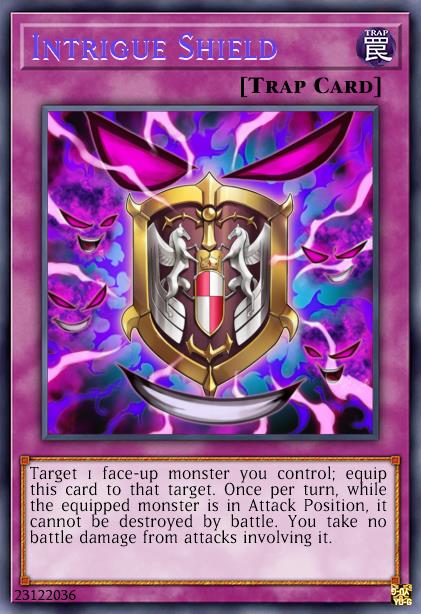 Intrigue Shield
TRAP
罠
[Trap Card]
Target 1 face-up monster you control; equip
this card to that target. Once per turn, while
the equipped monster is in Attack Position, it
cannot be destroyed by battle. You take no
battle damage from attacks involving it.
23122036